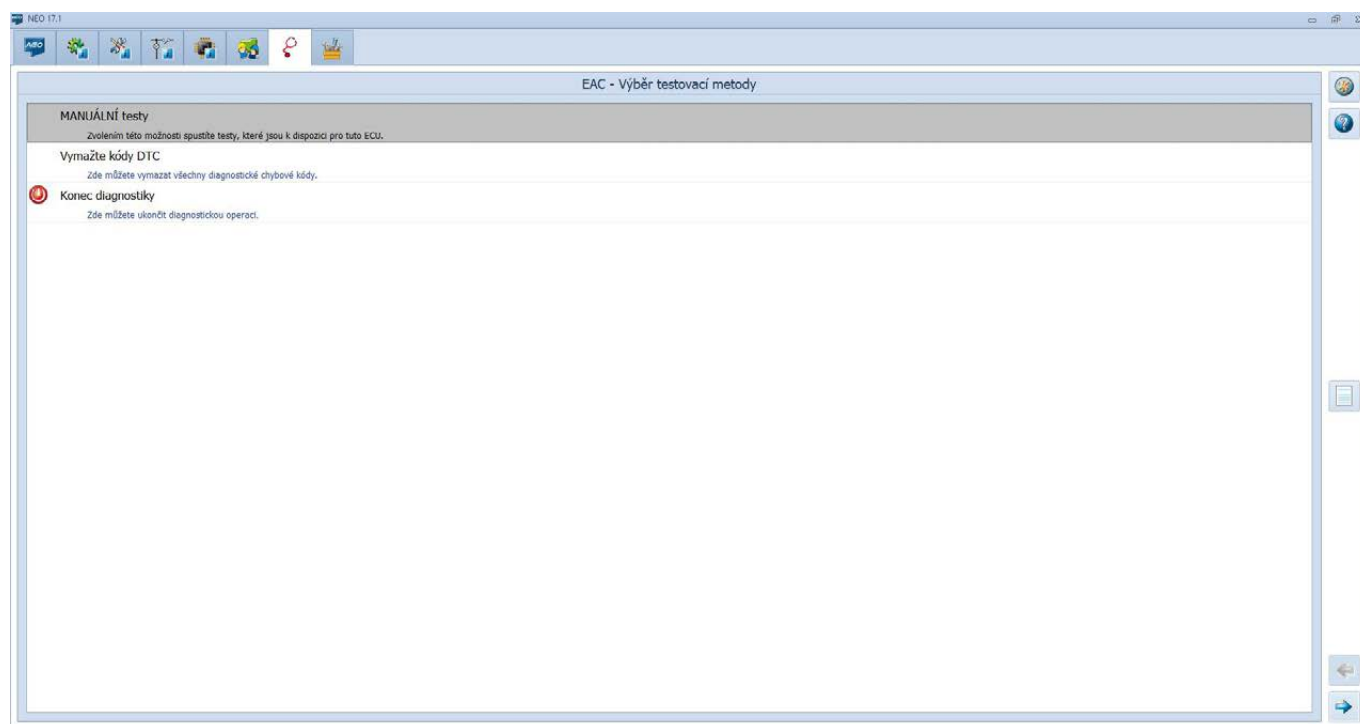 NEO 17.1
NEO
EAC - Výběr testovací metody
MANUÁLNÍ testy
Zvolením této možnosti spustíte testy, které jsou k dispozici pro tuto ECU.
Vymažte kódy DTC
Zde můžete vymazat všechny diagnostické chybové kódy.
Konec diagnostiky
Zde můžete ukončit diagnostickou operaci.